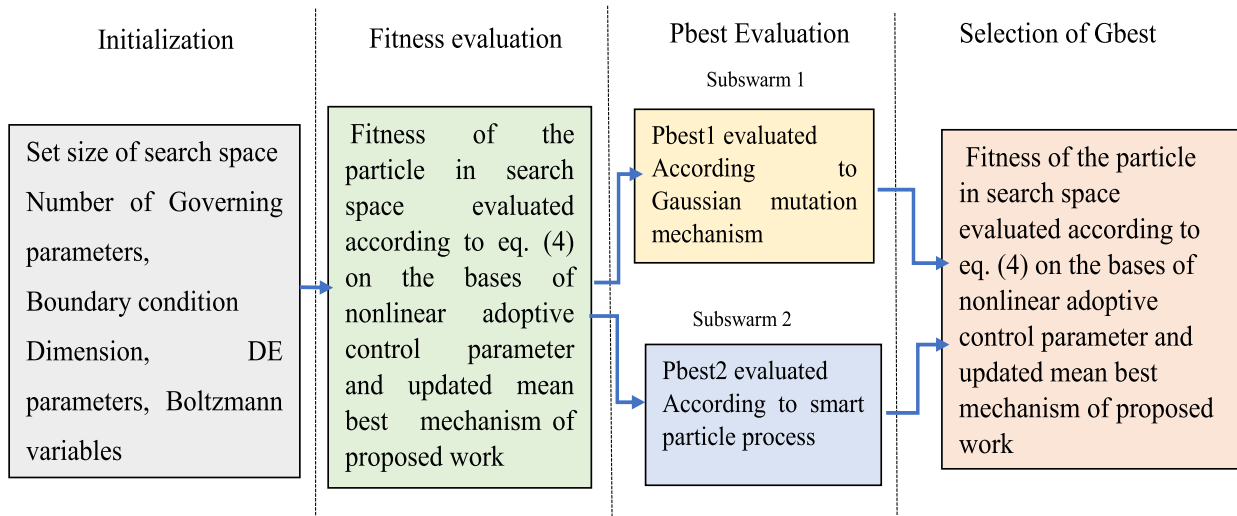 Initialization
Set size of search space
Number of Governing
parameters,
Boundary condition
Dimension, DE
parameters, Boltzmann
variables
Fitness evaluation
Fitness of the
particle in search
space evaluated
according to eq. (4)
on the bases of
nonlinear adoptive
control parameter
and updated mean
best mechanism of
proposed work
Pbest Evaluation
Subswarm 1
Pbest1 evaluated
According to
Gaussian mutation
mechanism
Subswarm 2
Pbest2 evaluated
According to smart
particle process
Selection of Gbest
Fitness of the particle
in search space
evaluated according to
eq. (4) on the bases of
nonlinear adoptive
control parameter and
updated mean best
mechanism of proposed
work